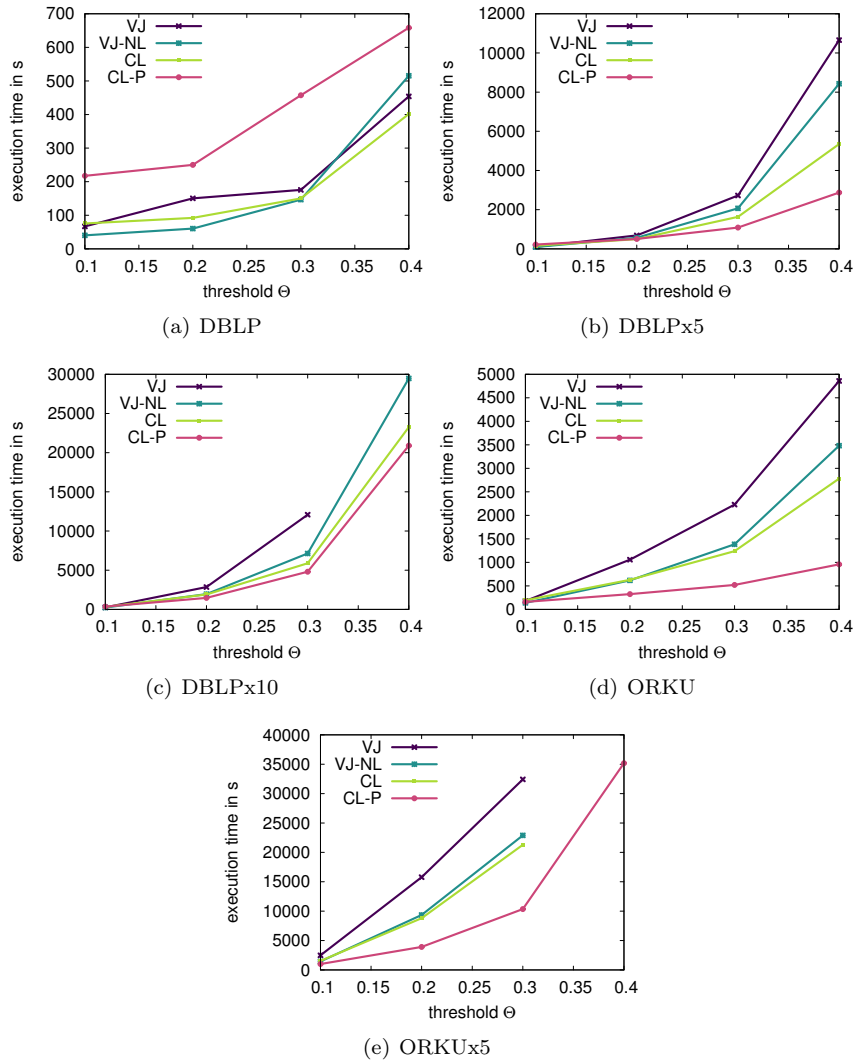 700
600
500
400
300
200
100
0
0.1 0.15 0.2 0.25 0.3 0.35 0.4
execution time in s
threshold Θ
VJ
VJ-NL
CL
CL-P
(a) DBLP
12000
10000
8000
6000
4000
2000
0
0.1 0.15 0.2 0.25 0.3 0.35 0.4
execution time in s
threshold Θ
VJ
VJ-NL
CL
CL-P
(b) DBLPx5
30000
25000
20000
15000
10000
5000
0
0.1 0.15 0.2 0.25 0.3 0.35 0.4
execution time in s
threshold Θ
VJ
VJ-NL
CL
CL-P
(c) DBLPx10
5000
4500
4000
3500
3000
2500
2000
1500
1000
500
0
0.1 0.15 0.2 0.25 0.3 0.35 0.4
execution time in s
threshold Θ
VJ
VJ-NL
CL
CL-P
(d) ORKU
40000
35000
30000
25000
20000
15000
10000
5000
0
0.1 0.15 0.2 0.25 0.3 0.35 0.4
execution time in s
threshold Θ
VJ
VJ-NL
CL
CL-P
(e) ORKUx5